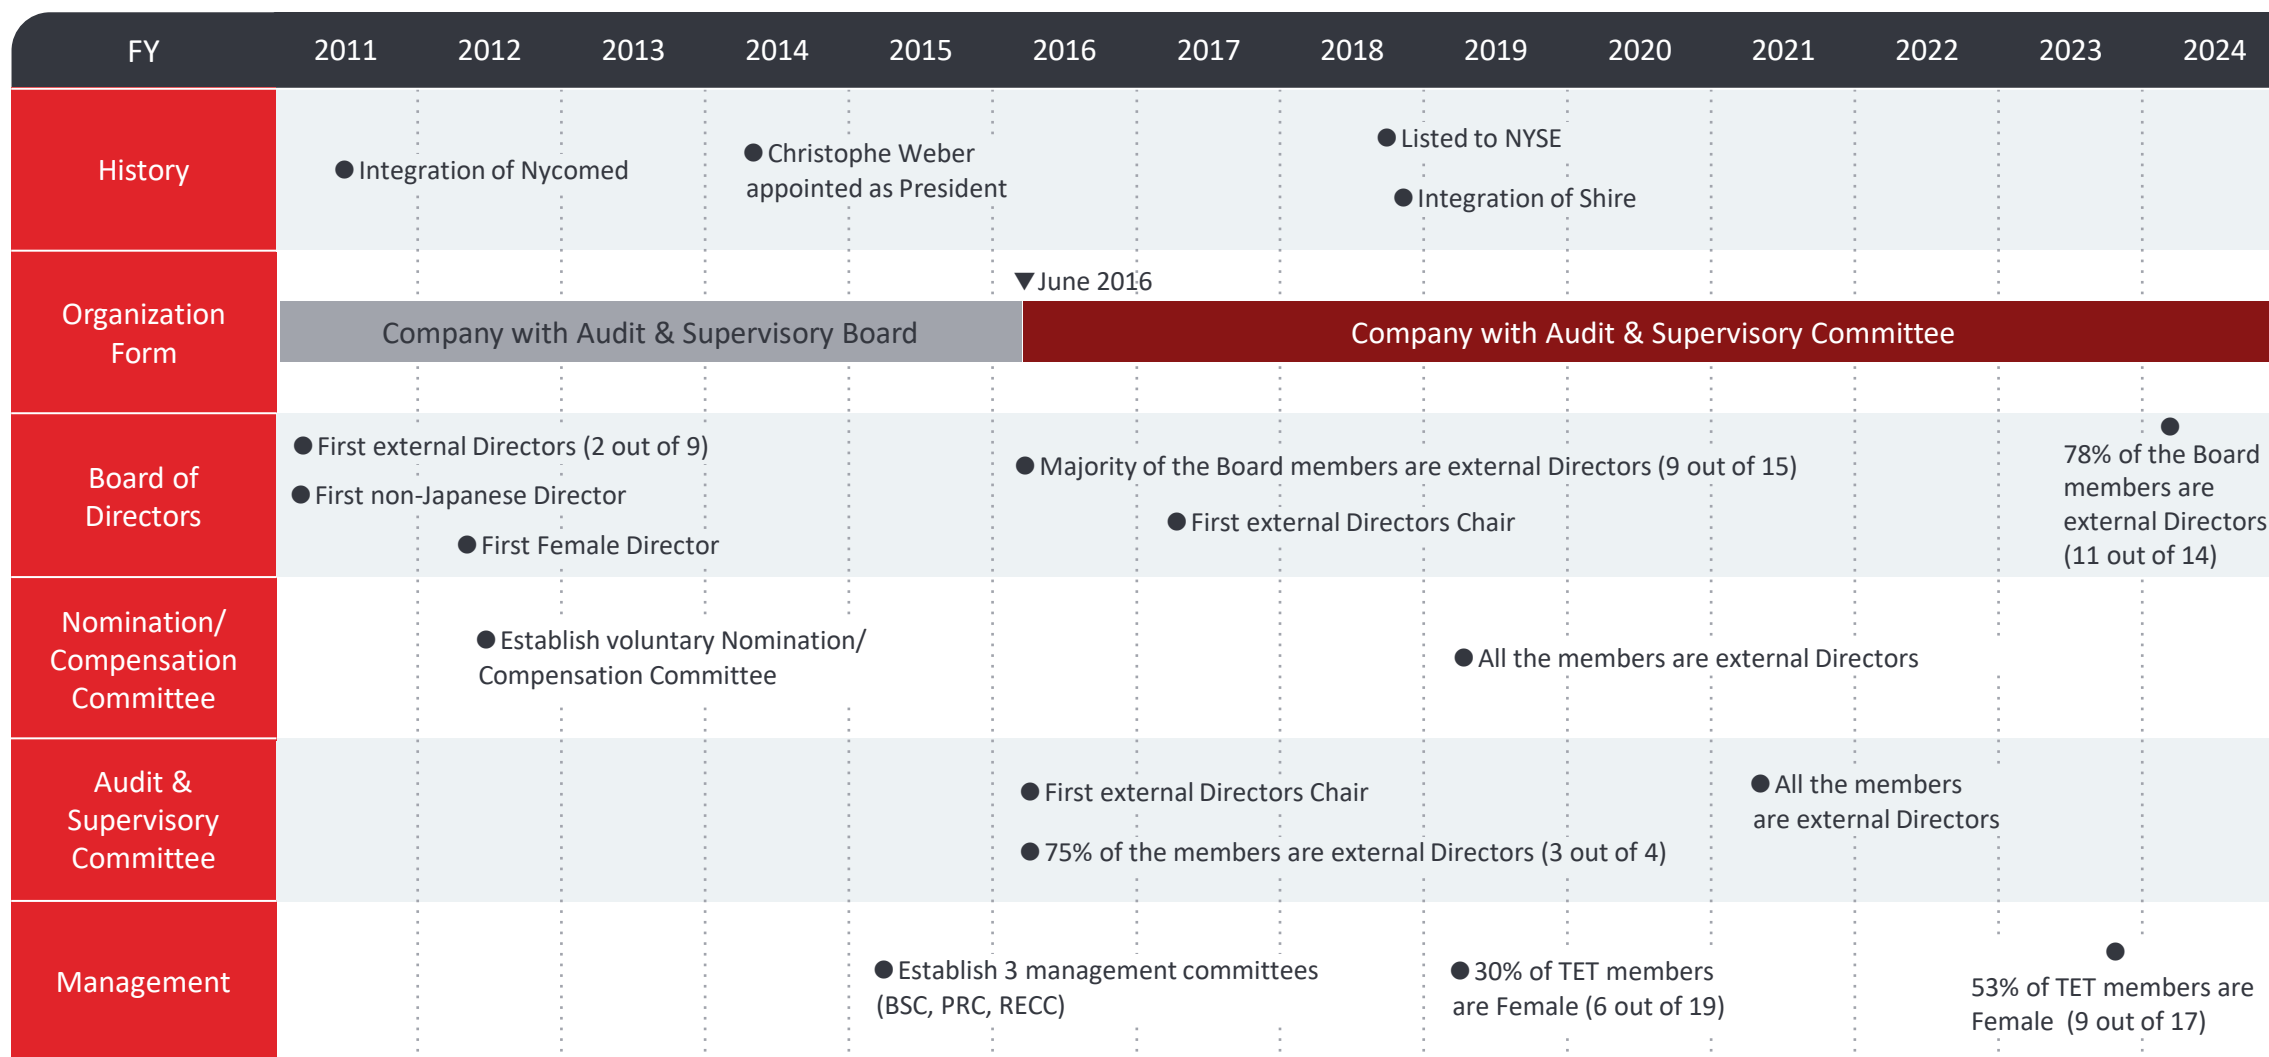 FY 2011 2012 2013 2014 2015 2016 2017 2018 2019 2020 2021 2022 2023 2024
History
● Integration of Nycomed
● Christophe Weber
appointed as President
● Listed to NYSE
● Integration of Shire
Organization
Form
▼June 2016
Company with Audit & Supervisory Board
Company with Audit & Supervisory Committee
Board of
Directors
● First external Directors (2 out of 9)
● First non-Japanese Director
● First Female Director
● Majority of the Board members are external Directors (9 out of 15)
● First external Directors Chair
●
78% of the Board
members are
external Directors
(11 out of 14)
Nomination/
Compensation
Committee
● Establish voluntary Nomination/
Compensation Committee
● All the members are external Directors
Audit &
Supervisory
Committee
● First external Directors Chair
● 75% of the members are external Directors (3 out of 4)
● All the members
are external Directors
Management
● Establish 3 management committees
(BSC, PRC, RECC)
● 30% of TET members
are Female (6 out of 19)
●
53% of TET members are
Female (9 out of 17)